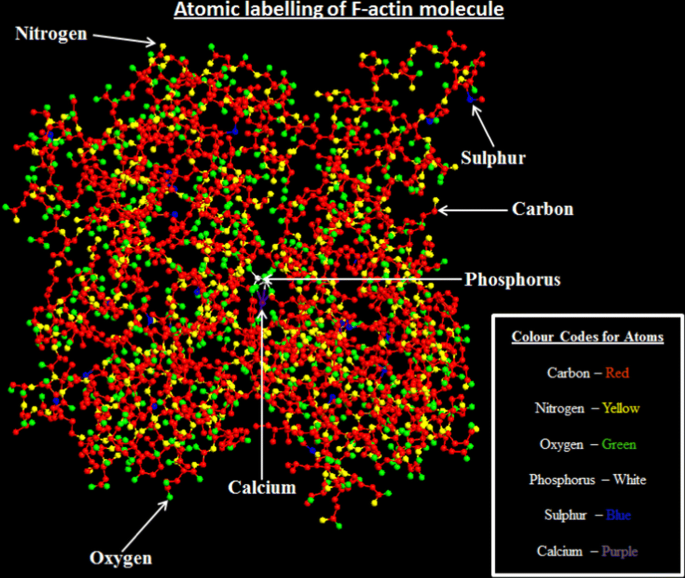 Atomic labelling of F-actin molecule
Nitrogen
Sulphur
Carbon
Phosphorus
Calcium
Oxygen
Colour Codes for Atoms
Carbon – Red
Nitrogen – Yellow
Oxygen – Green
Phosphorus – White
Sulphur – Blue
Calcium – Purple